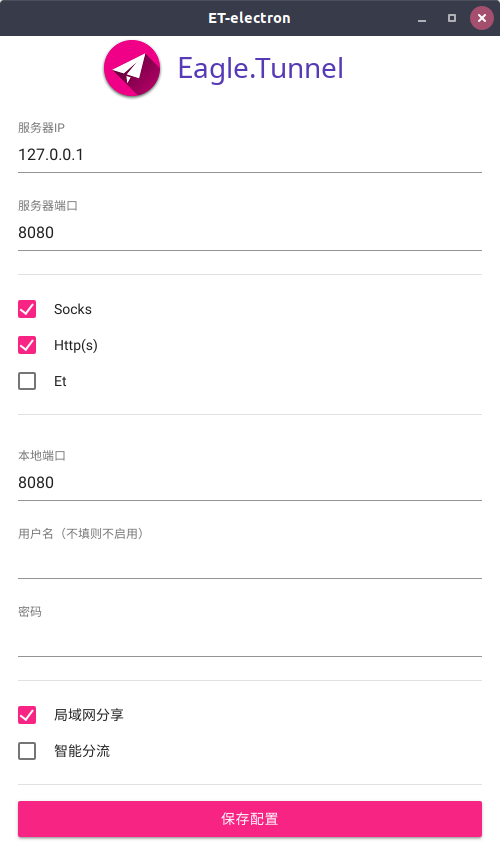 ET-electron
Eagle.Tunnel
服务器IP
127.0.0.1
服务器端口
8080
Socks
Http(s)
Et
本地端口
8080
用户名（不填则不启用）
密码
局域网分享
智能分流
保存配置